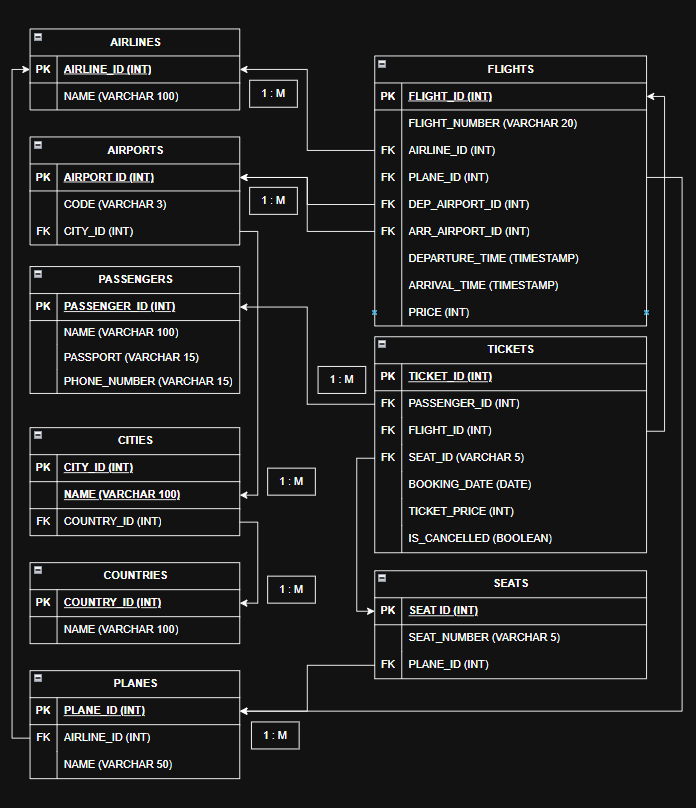 AIRLINES
PK AIRLINE_ID (INT)
NAME (VARCHAR 100)
1 : M
AIRPORTS
PK AIRPORT ID (INT)
CODE (VARCHAR 3)
FK CITY_ID (INT)
1 : M
PASSENGERS
PK PASSENGER_ID (INT)
NAME (VARCHAR 100)
PASSPORT (VARCHAR 15)
PHONE_NUMBER (VARCHAR 15)
1 : M
CITIES
PK CITY_ID (INT)
NAME (VARCHAR 100)
FK COUNTRY_ID (INT)
1 : M
COUNTRIES
PK COUNTRY_ID (INT)
NAME (VARCHAR 100)
1 : M
PLANES
PK PLANE_ID (INT)
FK AIRLINE_ID (INT)
NAME (VARCHAR 50)
1 : M
FLIGHTS
PK FLIGHT_ID (INT)
FLIGHT_NUMBER (VARCHAR 20)
FK AIRLINE_ID (INT)
FK PLANE_ID (INT)
FK DEP_AIRPORT_ID (INT)
FK ARR_AIRPORT_ID (INT)
DEPARTURE_TIME (TIMESTAMP)
ARRIVAL_TIME (TIMESTAMP)
PRICE (INT)
TICKETS
PK TICKET_ID (INT)
FK PASSENGER_ID (INT)
FK FLIGHT_ID (INT)
FK SEAT_ID (VARCHAR 5)
BOOKING_DATE (DATE)
TICKET_PRICE (INT)
IS_CANCELLED (BOOLEAN)
SEATS
PK SEAT ID (INT)
SEAT_NUMBER (VARCHAR 5)
FK PLANE_ID (INT)